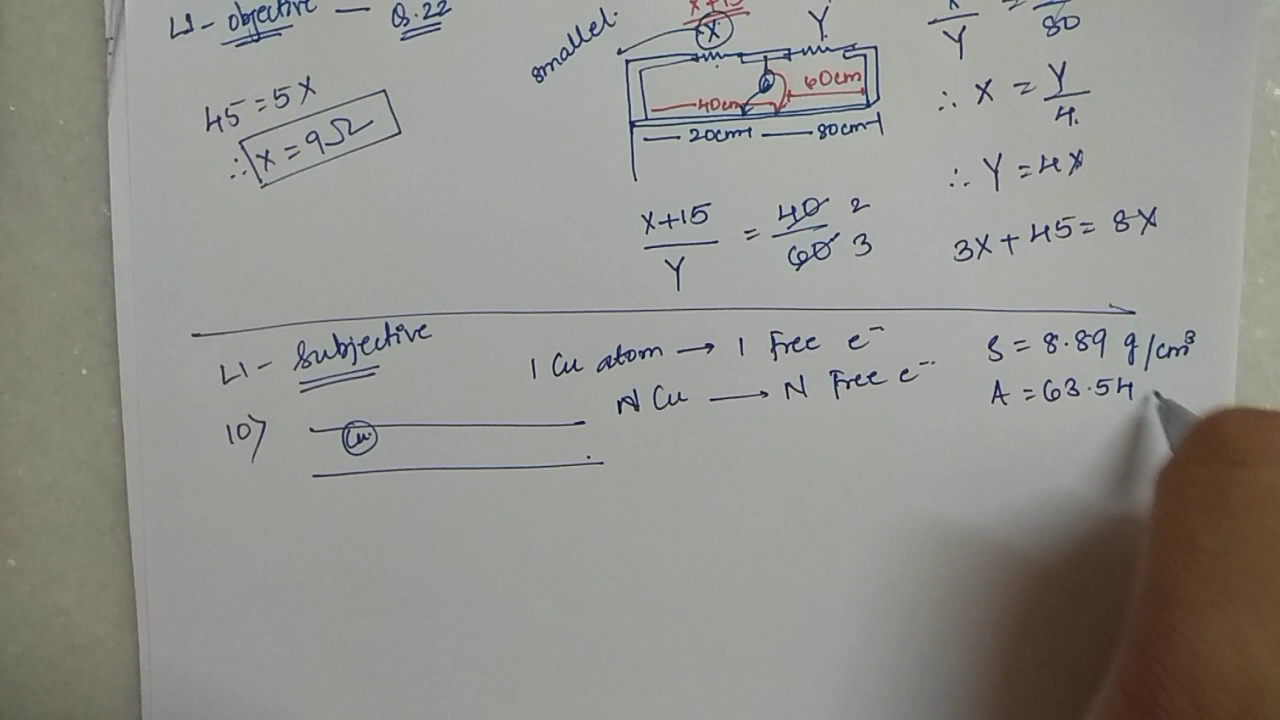 L1 - objective — Q.22
45 = 5X
∴ X = 9Ω
smaller
X+15
X
Y
40cm
60cm
20cm
80cm
X/Y = /80
∴ X = Y/4
∴ Y = 4X
X+15/Y = 40/60 2/3
3X + 45 = 8X
L1 - Subjective
10)
Cu
1 Cu atom → 1 Free e⁻
N Cu → N Free e⁻
S = 8.89 g/cm³
A = 63.54